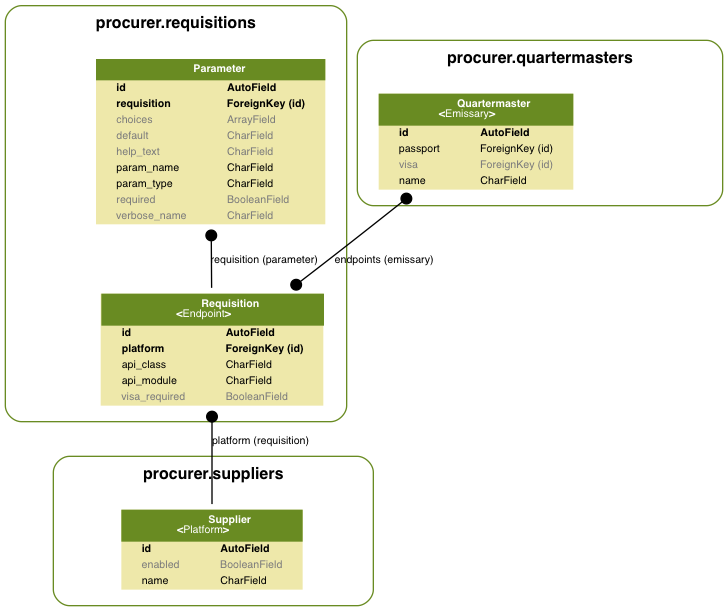 procurer.requisitions
Parameter
id AutoField
requisition ForeignKey (id)
choices ArrayField
default CharField
help_text CharField
param_name CharField
param_type CharField
required BooleanField
verbose_name CharField
procurer.quartermasters
Quartermaster
<Emissary>
id AutoField
passport ForeignKey (id)
visa ForeignKey (id)
name CharField
requisition (parameter)
endpoints (emissary)
Requisition
<Endpoint>
id AutoField
platform ForeignKey (id)
api_class CharField
api_module CharField
visa_required BooleanField
platform (requisition)
procurer.suppliers
Supplier
<Platform>
id AutoField
enabled BooleanField
name CharField